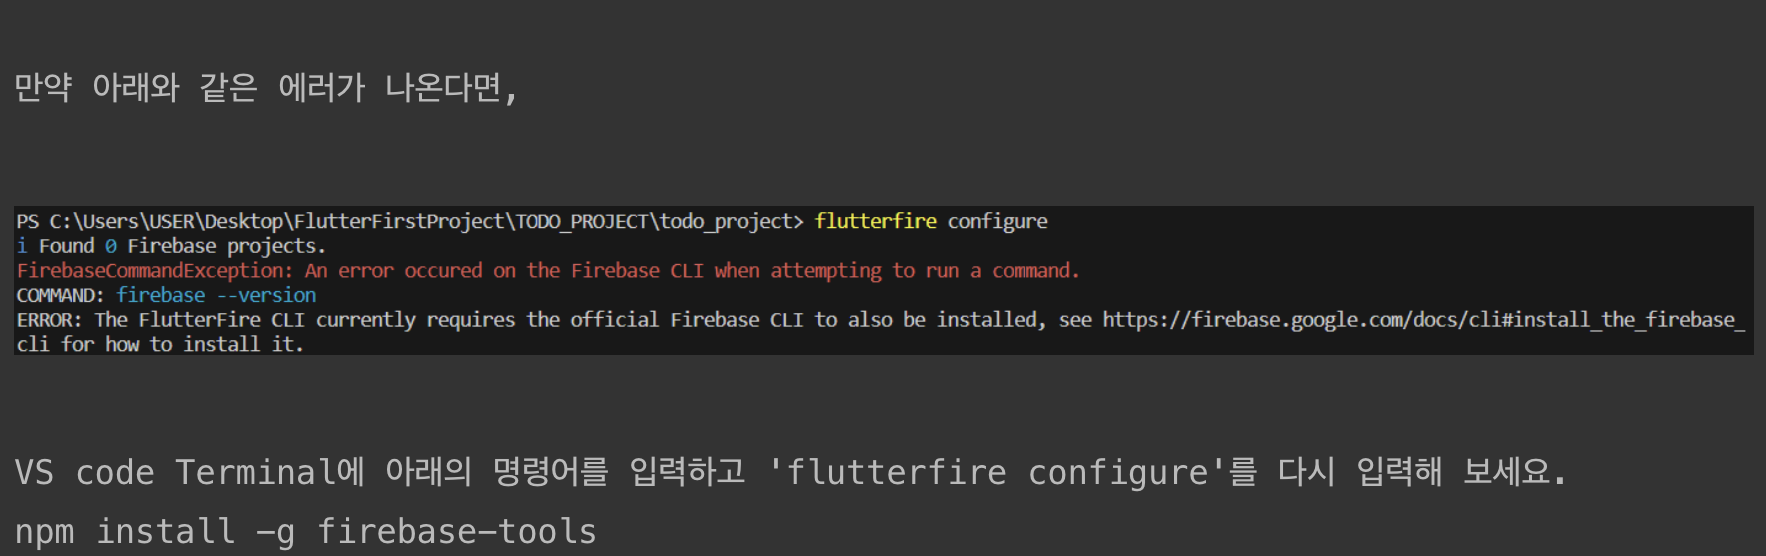 만약 아래와 같은 에러가 나온다면,
PS C:\Users\USER\Desktop\FlutterFirstProject\TODO_PROJECT\todo_project> flutterfire configure
i Found 0 Firebase projects.
FirebaseCommandException: An error occured on the Firebase CLI when attempting to run a command.
COMMAND: firebase --version
ERROR: The FlutterFire CLI currently requires the official Firebase CLI to also be installed, see https://firebase.google.com/docs/cli#install_the_firebase_
cli for how to install it.
VS code Terminal에 아래의 명령어를 입력하고 'flutterfire configure'를 다시 입력해 보세요.
npm install -g firebase-tools